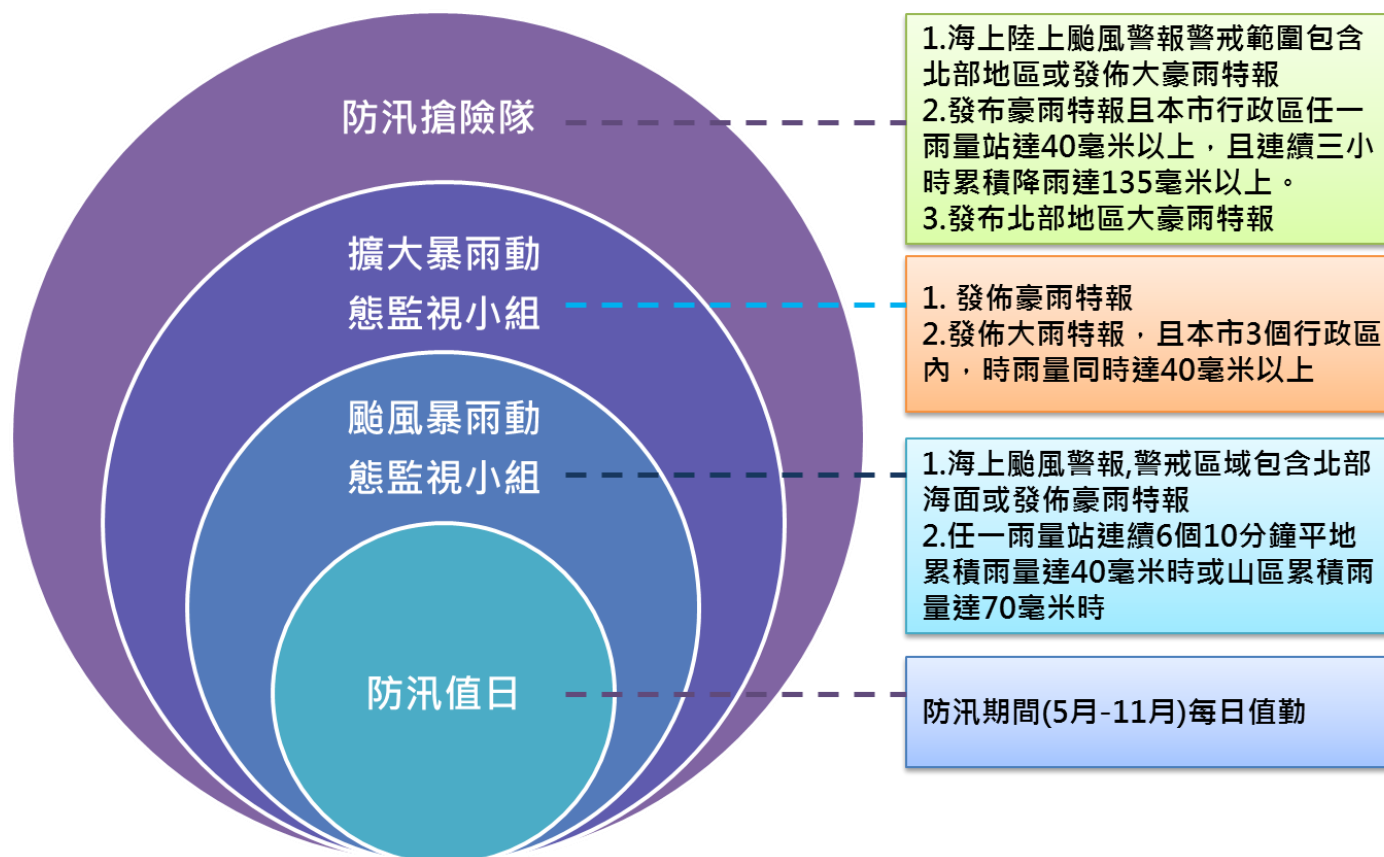 防汛搶險隊
1.海上陸上颱風警報警戒範圍包含
北部地區或發佈大豪雨特報
2.發布豪雨特報且本市行政區任一
雨量站達40毫米以上，且連續三小
時累積降雨達135毫米以上。
3.發布北部地區大豪雨特報
擴大暴雨動
態監視小組
1. 發佈豪雨特報
2.發佈大雨特報，且本市3個行政區
內，時雨量同時達40毫米以上
颱風暴雨動
態監視小組
1.海上颱風警報,警戒區域包含北部
海面或發佈豪雨特報
2.任一雨量站連續6個10分鐘平地
累積雨量達40毫米時或山區累積雨
量達70毫米時
防汛值日
防汛期間(5月-11月)每日值勤